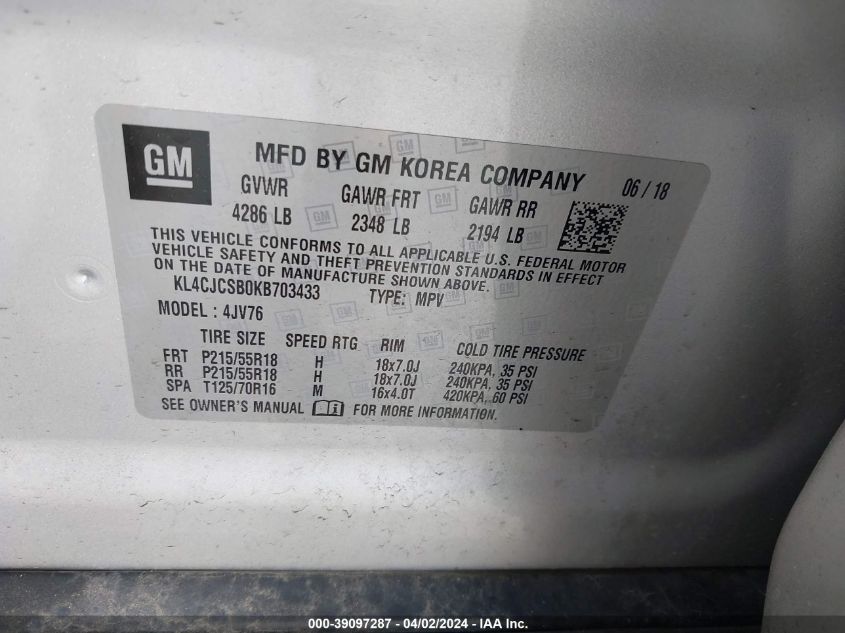 GM MFD BY GM KOREA COMPANY 06 / 18
GVWR GAWR FRT GAWR RR
4286 LB 2348 LB 2194 LB
THIS VEHICLE CONFORMS TO ALL APPLICABLE U.S. FEDERAL MOTOR
VEHICLE SAFETY AND THEFT PREVENTION STANDARDS IN EFFECT
ON THE DATE OF MANUFACTURE SHOWN ABOVE.
KL4CJCSB0KB703433 TYPE: MPV
MODEL : 4JV76
TIRE SIZE SPEED RTG RIM COLD TIRE PRESSURE
FRT P215/55R18 H 18x7.0J 240KPA, 35 PSI
RR P215/55R18 H 18x7.0J 240KPA, 35 PSI
SPA T125/70R16 M 16x4.0T 420KPA, 60 PSI
SEE OWNER'S MANUAL FOR MORE INFORMATION.
000-39097287 - 04/02/2024 - IAA Inc.